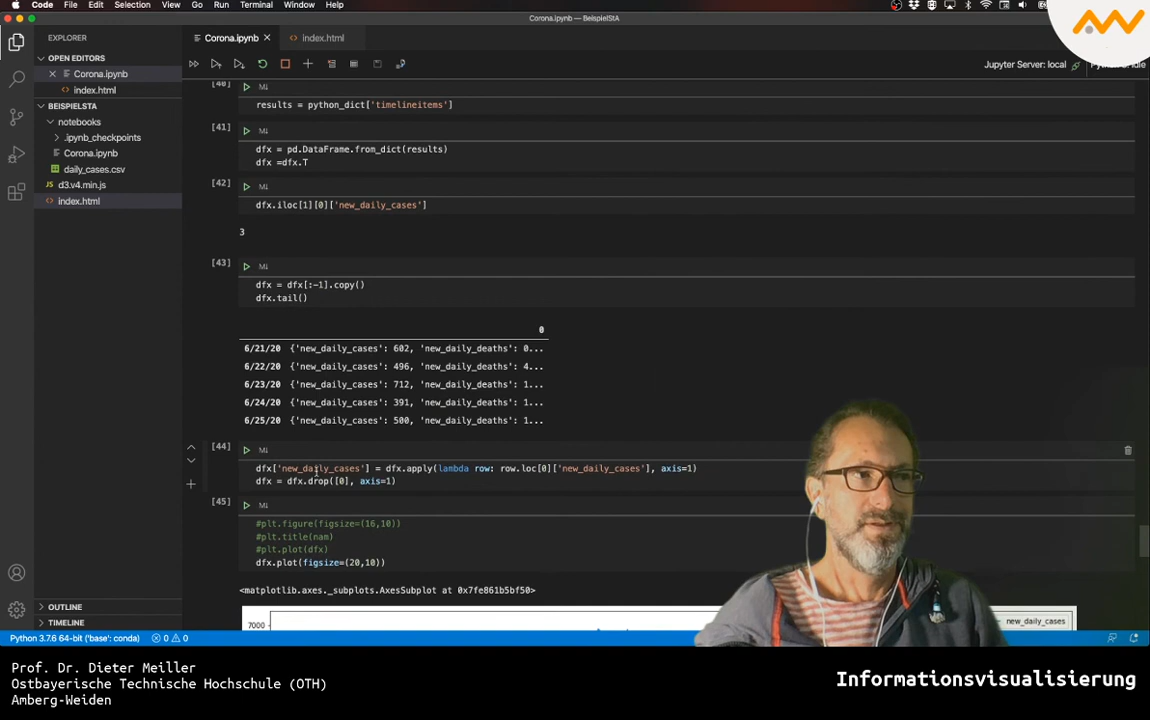 Code File Edit Selection View Go Run Terminal Window Help
Corona.ipynb — BeispielStA
EXPLORER
Corona.ipynb
index.html
OPEN EDITORS
Corona.ipynb
index.html
Jupyter Server: local
BEISPIELSTA
notebooks
.ipynb_checkpoints
Corona.ipynb
daily_cases.csv
d3.v4.min.js
index.html
[40]
results = python_dict['timelineitems']
[41]
dfx = pd.DataFrame.from_dict(results)
dfx =dfx.T
[42]
dfx.iloc[1][0]['new_daily_cases']
3
[43]
dfx = dfx[:-1].copy()
dfx.tail()
0
6/21/20 {'new_daily_cases': 602, 'new_daily_deaths': 0...
6/22/20 {'new_daily_cases': 496, 'new_daily_deaths': 4...
6/23/20 {'new_daily_cases': 712, 'new_daily_deaths': 1...
6/24/20 {'new_daily_cases': 391, 'new_daily_deaths': 1...
6/25/20 {'new_daily_cases': 500, 'new_daily_deaths': 1...
[44]
dfx['new_daily_cases'] = dfx.apply(lambda row: row.loc[0]['new_daily_cases'], axis=1)
dfx = dfx.drop([0], axis=1)
[45]
#plt.figure(figsize=(16,10))
#plt.title(nam)
#plt.plot(dfx)
dfx.plot(figsize=(20,10))
<matplotlib.axes._subplots.AxesSubplot at 0x7fe861b5bf50>
7000
new_daily_cases
OUTLINE
TIMELINE
Python 3.7.6 64-bit ('base': conda) 0 0
Prof. Dr. Dieter Meiller
Ostbayerische Technische Hochschule (OTH)
Amberg-Weiden
Informationsvisualisierung